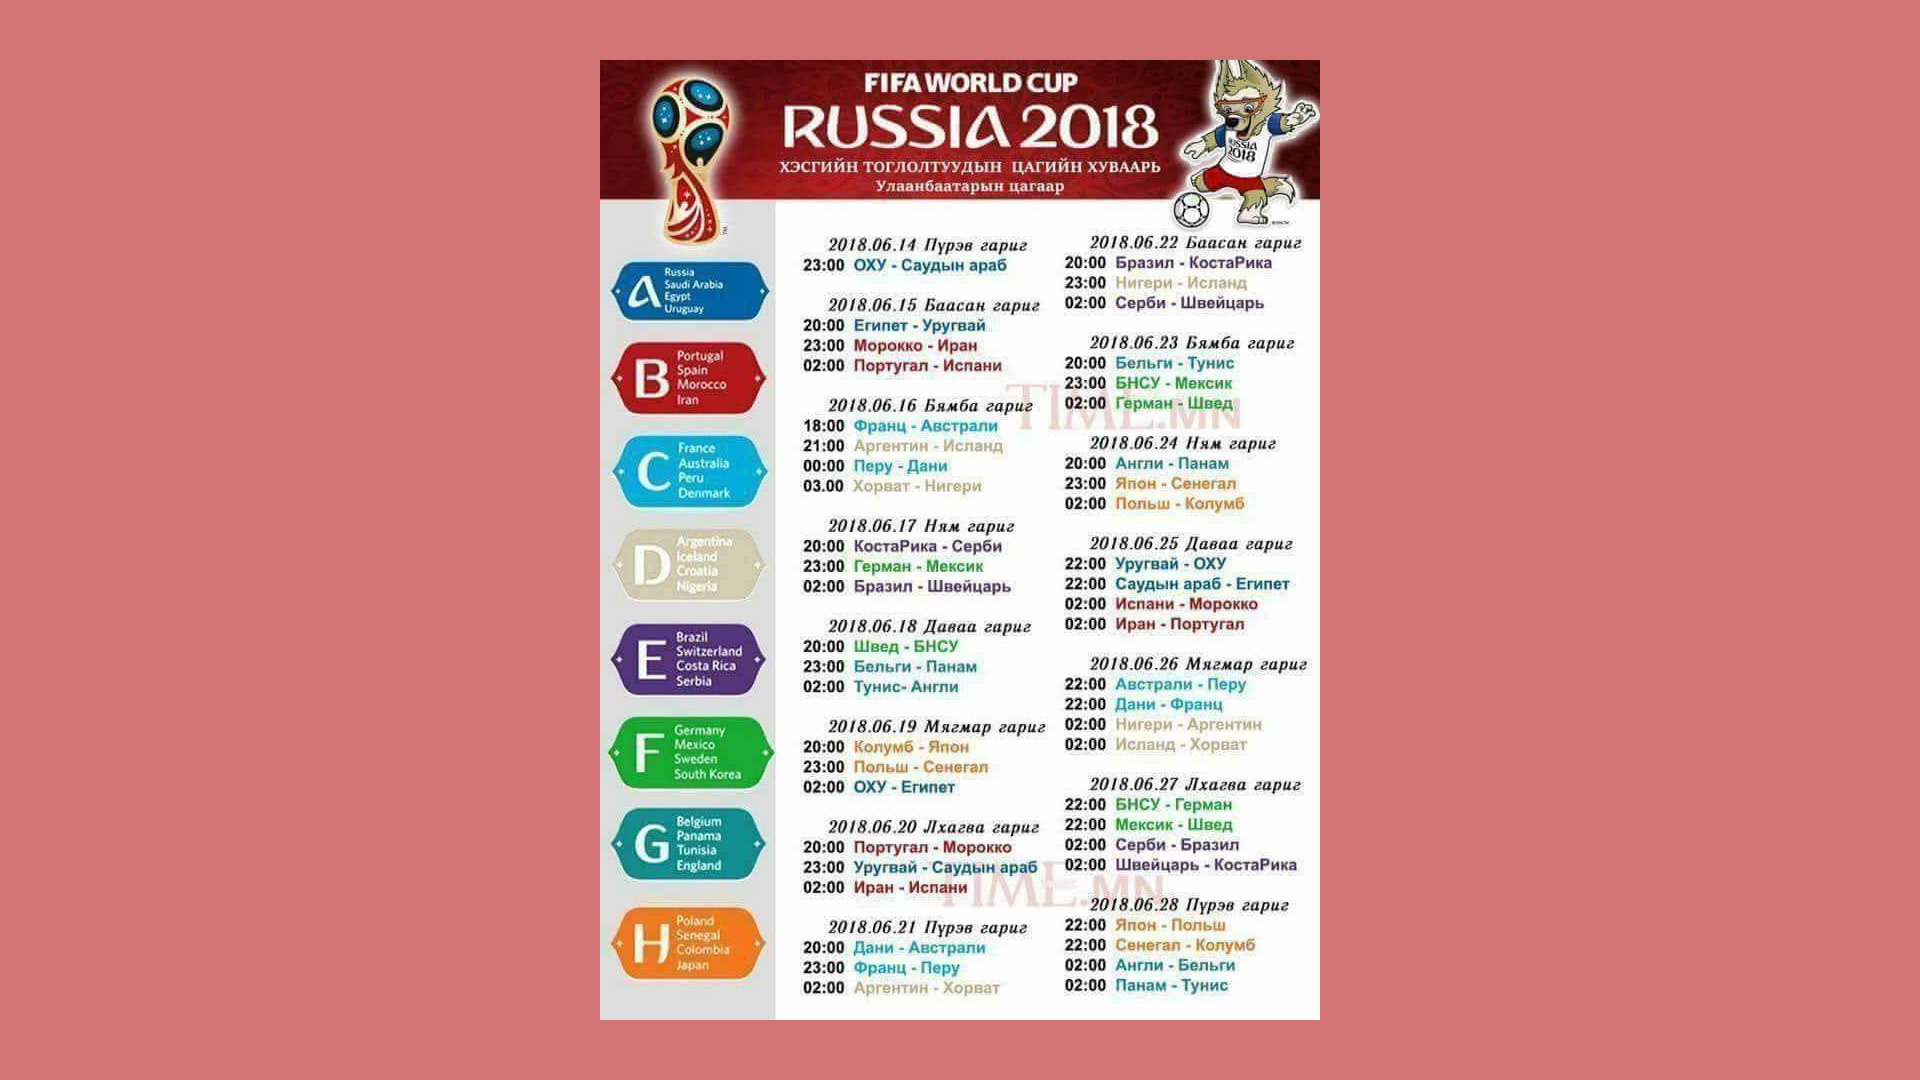 FIFA WORLD CUP
RUSSIA 2018
ХЭСГИЙН ТОГЛОЛТУУДЫН ЦАГИЙН ХУВААРЬ
Улаанбаатарын цагаар
RUSSIA
2018
A
Russia
Saudi Arabia
Egypt
Uruguay
B
Portugal
Spain
Morocco
Iran
C
France
Australia
Peru
Denmark
D
Argentina
Iceland
Croatia
Nigeria
E
Brazil
Switzerland
Costa Rica
Serbia
F
Germany
Mexico
Sweden
South Korea
G
Belgium
Panama
Tunisia
England
H
Poland
Senegal
Colombia
Japan
2018.06.14 Пүрэв гариг
23:00 ОХУ - Саудын араб
2018.06.15 Баасан гариг
20:00 Египет - Уругвай
23:00 Морокко - Иран
02:00 Португал - Испани
2018.06.16 Бямба гариг
18:00 Франц - Австрали
21:00 Аргентин - Исланд
00:00 Перу - Дани
03.00 Хорват - Нигери
2018.06.17 Ням гариг
20:00 КостаРика - Серби
23:00 Герман - Мексик
02:00 Бразил - Швейцарь
2018.06.18 Даваа гариг
20:00 Швед - БНСУ
23:00 Бельги - Панам
02:00 Тунис- Англи
2018.06.19 Мягмар гариг
20:00 Колумб - Япон
23:00 Польш - Сенегал
02:00 ОХУ - Египет
2018.06.20 Лхагва гариг
20:00 Португал - Морокко
23:00 Уругвай - Саудын араб
02:00 Иран - Испани
2018.06.21 Пүрэв гариг
20:00 Дани - Австрали
23:00 Франц - Перу
02:00 Аргентин - Хорват
2018.06.22 Баасан гариг
20:00 Бразил - КостаРика
23:00 Нигери - Исланд
02:00 Серби - Швейцарь
2018.06.23 Бямба гариг
20:00 Бельги - Тунис
23:00 БНСУ - Мексик
02:00 Герман - Швед
2018.06.24 Ням гариг
20:00 Англи - Панам
23:00 Япон - Сенегал
02:00 Польш - Колумб
2018.06.25 Даваа гариг
22:00 Уругвай - ОХУ
22:00 Саудын араб - Египет
02:00 Испани - Морокко
02:00 Иран - Португал
2018.06.26 Мягмар гариг
22:00 Австрали - Перу
22:00 Дани - Франц
02:00 Нигери - Аргентин
02:00 Исланд - Хорват
2018.06.27 Лхагва гариг
22:00 БНСУ - Герман
22:00 Мексик - Швед
02:00 Серби - Бразил
02:00 Швейцарь - КостаРика
2018.06.28 Пүрэв гариг
22:00 Япон - Польш
22:00 Сенегал - Колумб
02:00 Англи - Бельги
02:00 Панам - Тунис
TIME.MN
TIME.MN